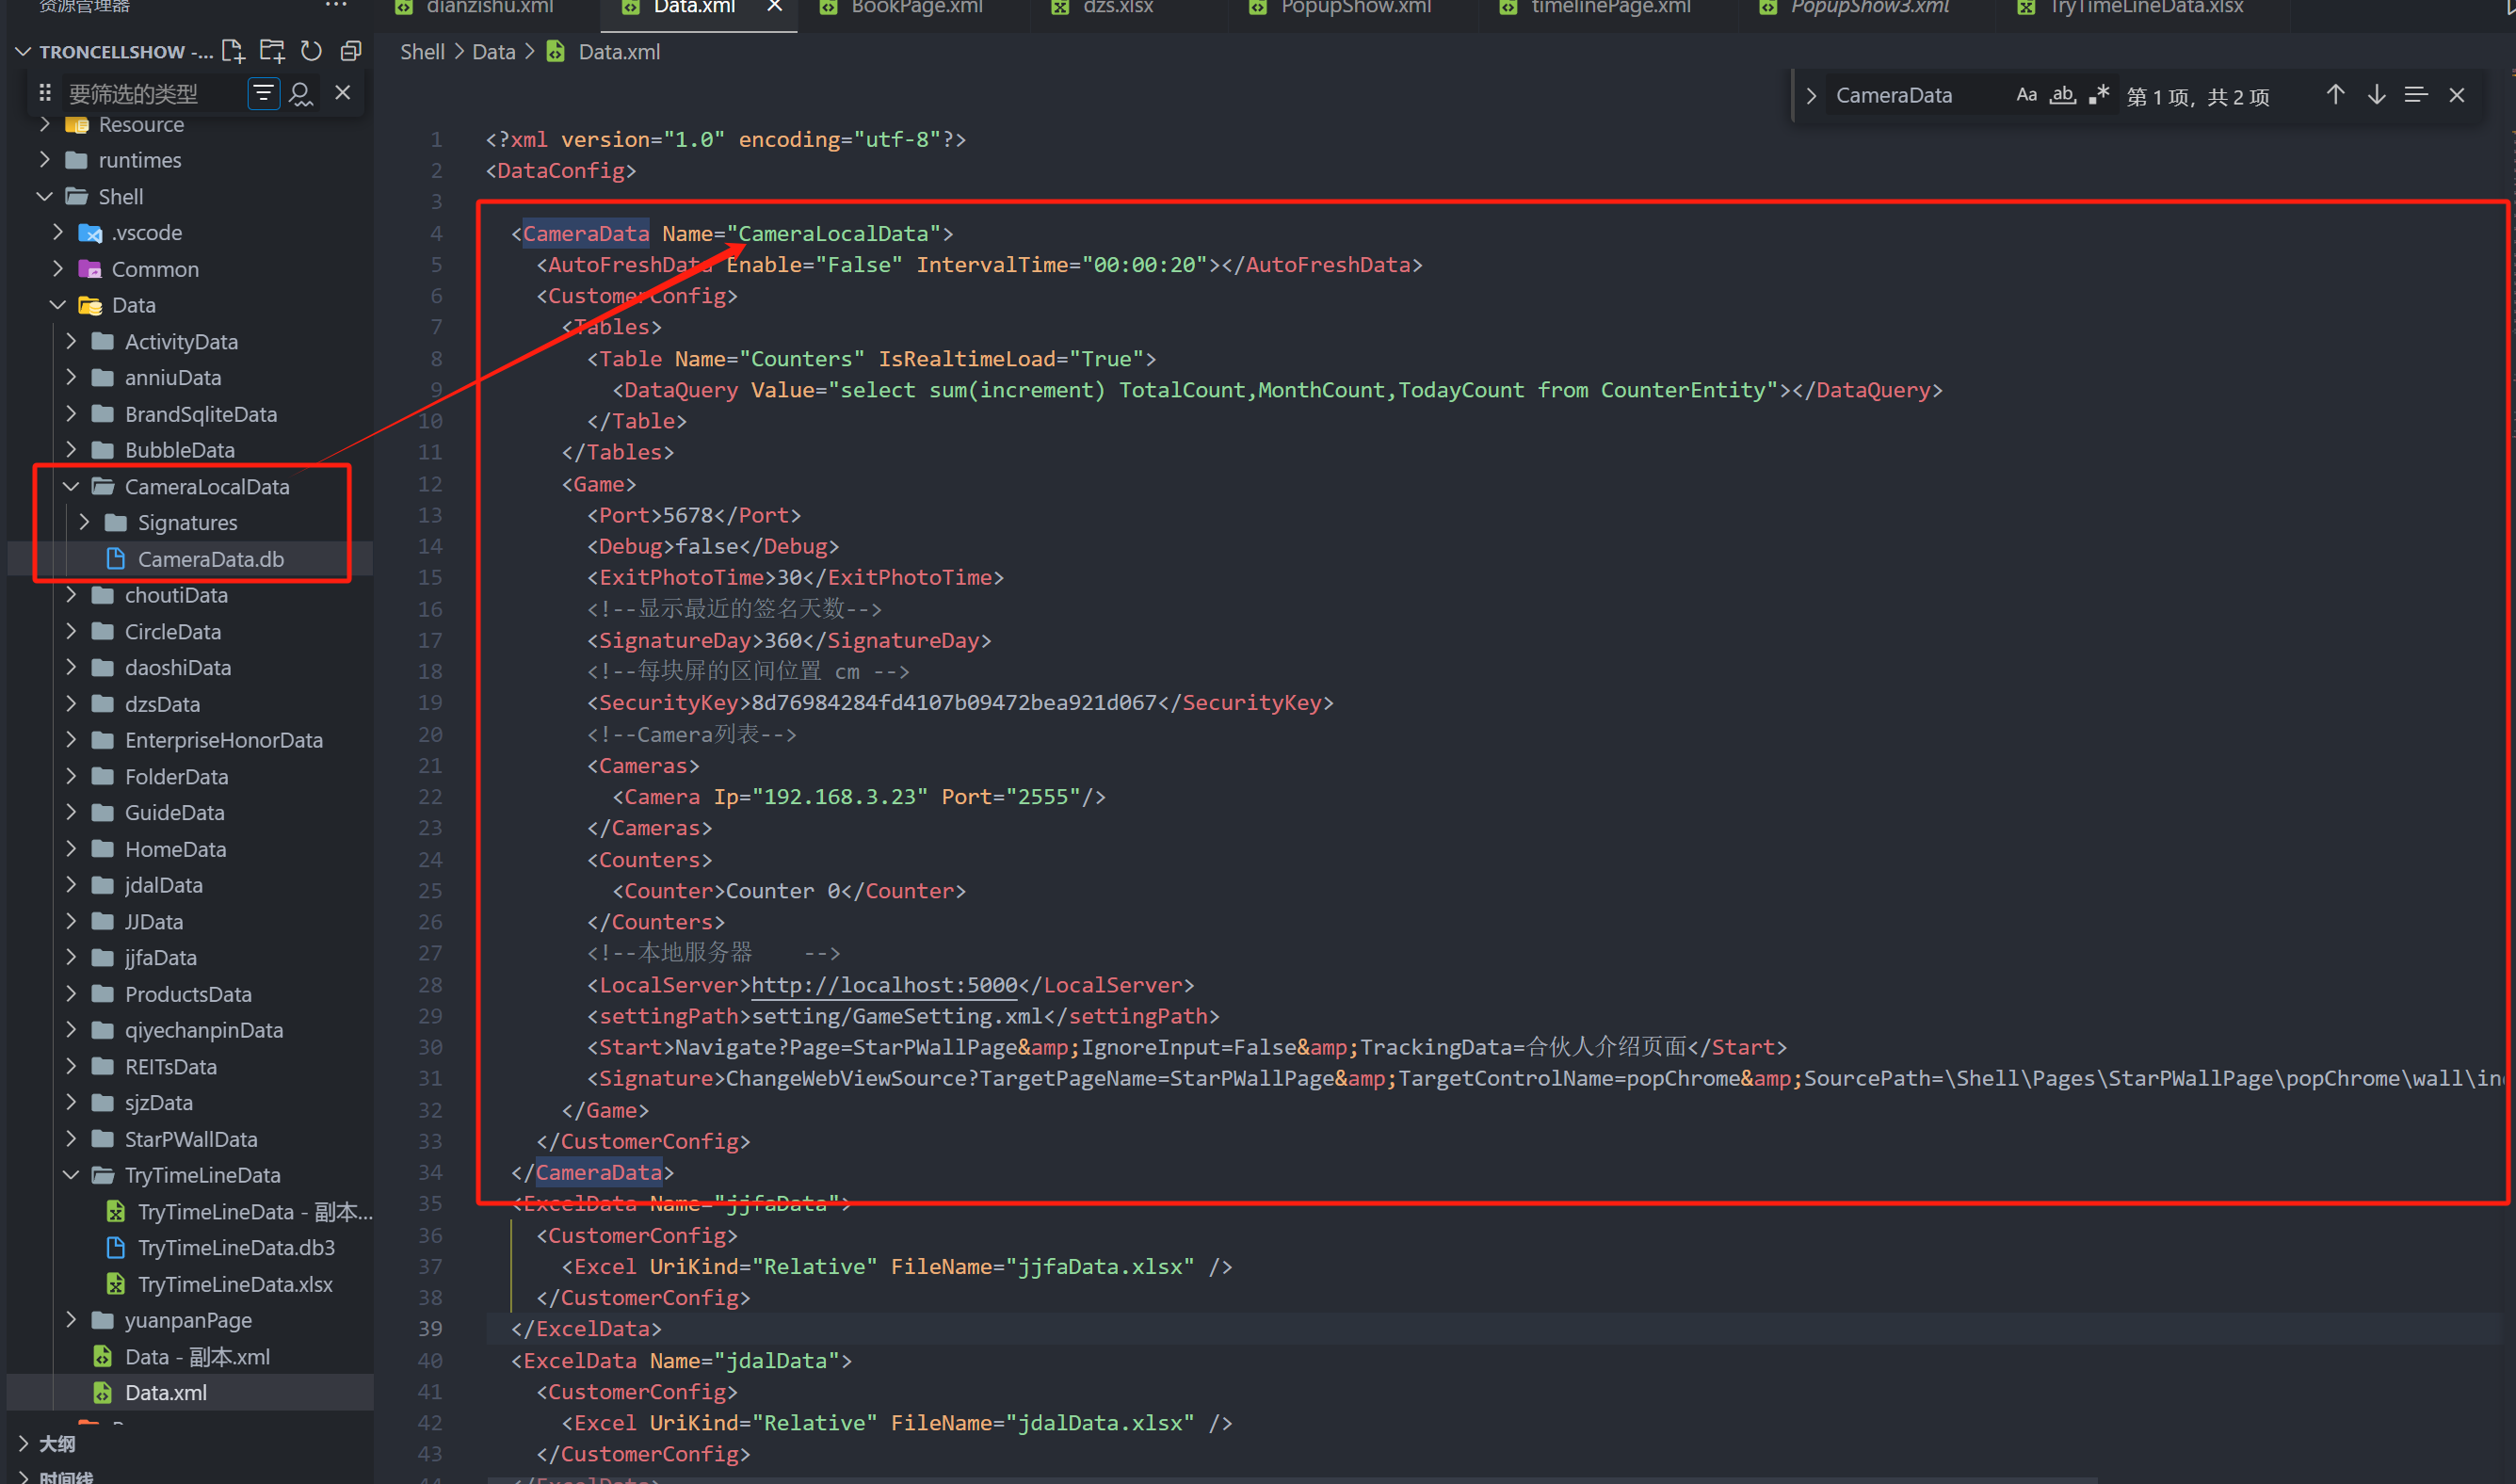 资源管理器
dianzishu.xml
Data.xml
BookPage.xml
dzs.xlsx
PopupShow.xml
timelinePage.xml
PopupShow3.xml
TryTimeLineData.xlsx
TRONCELLSHOW -...
要筛选的类型
Resource
runtimes
Shell
.vscode
Common
Data
ActivityData
anniuData
BrandSqliteData
BubbleData
CameraLocalData
Signatures
CameraData.db
choutiData
CircleData
daoshiData
dzsData
EnterpriseHonorData
FolderData
GuideData
HomeData
jdalData
JJData
jjfaData
ProductsData
qiyechanpinData
REITsData
sjzData
StarPWallData
TryTimeLineData
TryTimeLineData - 副本...
TryTimeLineData.db3
TryTimeLineData.xlsx
yuanpanPage
Data - 副本.xml
Data.xml
大纲
时间线
Shell > Data > Data.xml
CameraData Aa ab .* 第 1 项，共 2 项
1 <?xml version="1.0" encoding="utf-8"?>
2 <DataConfig>
3
4 <CameraData Name="CameraLocalData">
5 <AutoFreshData Enable="False" IntervalTime="00:00:20"></AutoFreshData>
6 <CustomerConfig>
7 <Tables>
8 <Table Name="Counters" IsRealtimeLoad="True">
9 <DataQuery Value="select sum(increment) TotalCount,MonthCount,TodayCount from CounterEntity"></DataQuery>
10 </Table>
11 </Tables>
12 <Game>
13 <Port>5678</Port>
14 <Debug>false</Debug>
15 <ExitPhotoTime>30</ExitPhotoTime>
16 <!--显示最近的签名天数-->
17 <SignatureDay>360</SignatureDay>
18 <!--每块屏的区间位置 cm -->
19 <SecurityKey>8d76984284fd4107b09472bea921d067</SecurityKey>
20 <!--Camera列表-->
21 <Cameras>
22 <Camera Ip="192.168.3.23" Port="2555"/>
23 </Cameras>
24 <Counters>
25 <Counter>Counter 0</Counter>
26 </Counters>
27 <!--本地服务器 -->
28 <LocalServer>http://localhost:5000</LocalServer>
29 <settingPath>setting/GameSetting.xml</settingPath>
30 <Start>Navigate?Page=StarPWallPage&amp;IgnoreInput=False&amp;TrackingData=合伙人介绍页面</Start>
31 <Signature>ChangeWebViewSource?TargetPageName=StarPWallPage&amp;TargetControlName=popChrome&amp;SourcePath=\Shell\Pages\StarPWallPage\popChrome\wall\in
32 </Game>
33 </CustomerConfig>
34 </CameraData>
35 <ExcelData Name="jjfaData">
36 <CustomerConfig>
37 <Excel UriKind="Relative" FileName="jjfaData.xlsx" />
38 </CustomerConfig>
39 </ExcelData>
40 <ExcelData Name="jdalData">
41 <CustomerConfig>
42 <Excel UriKind="Relative" FileName="jdalData.xlsx" />
43 </CustomerConfig>
44 </ExcelData>